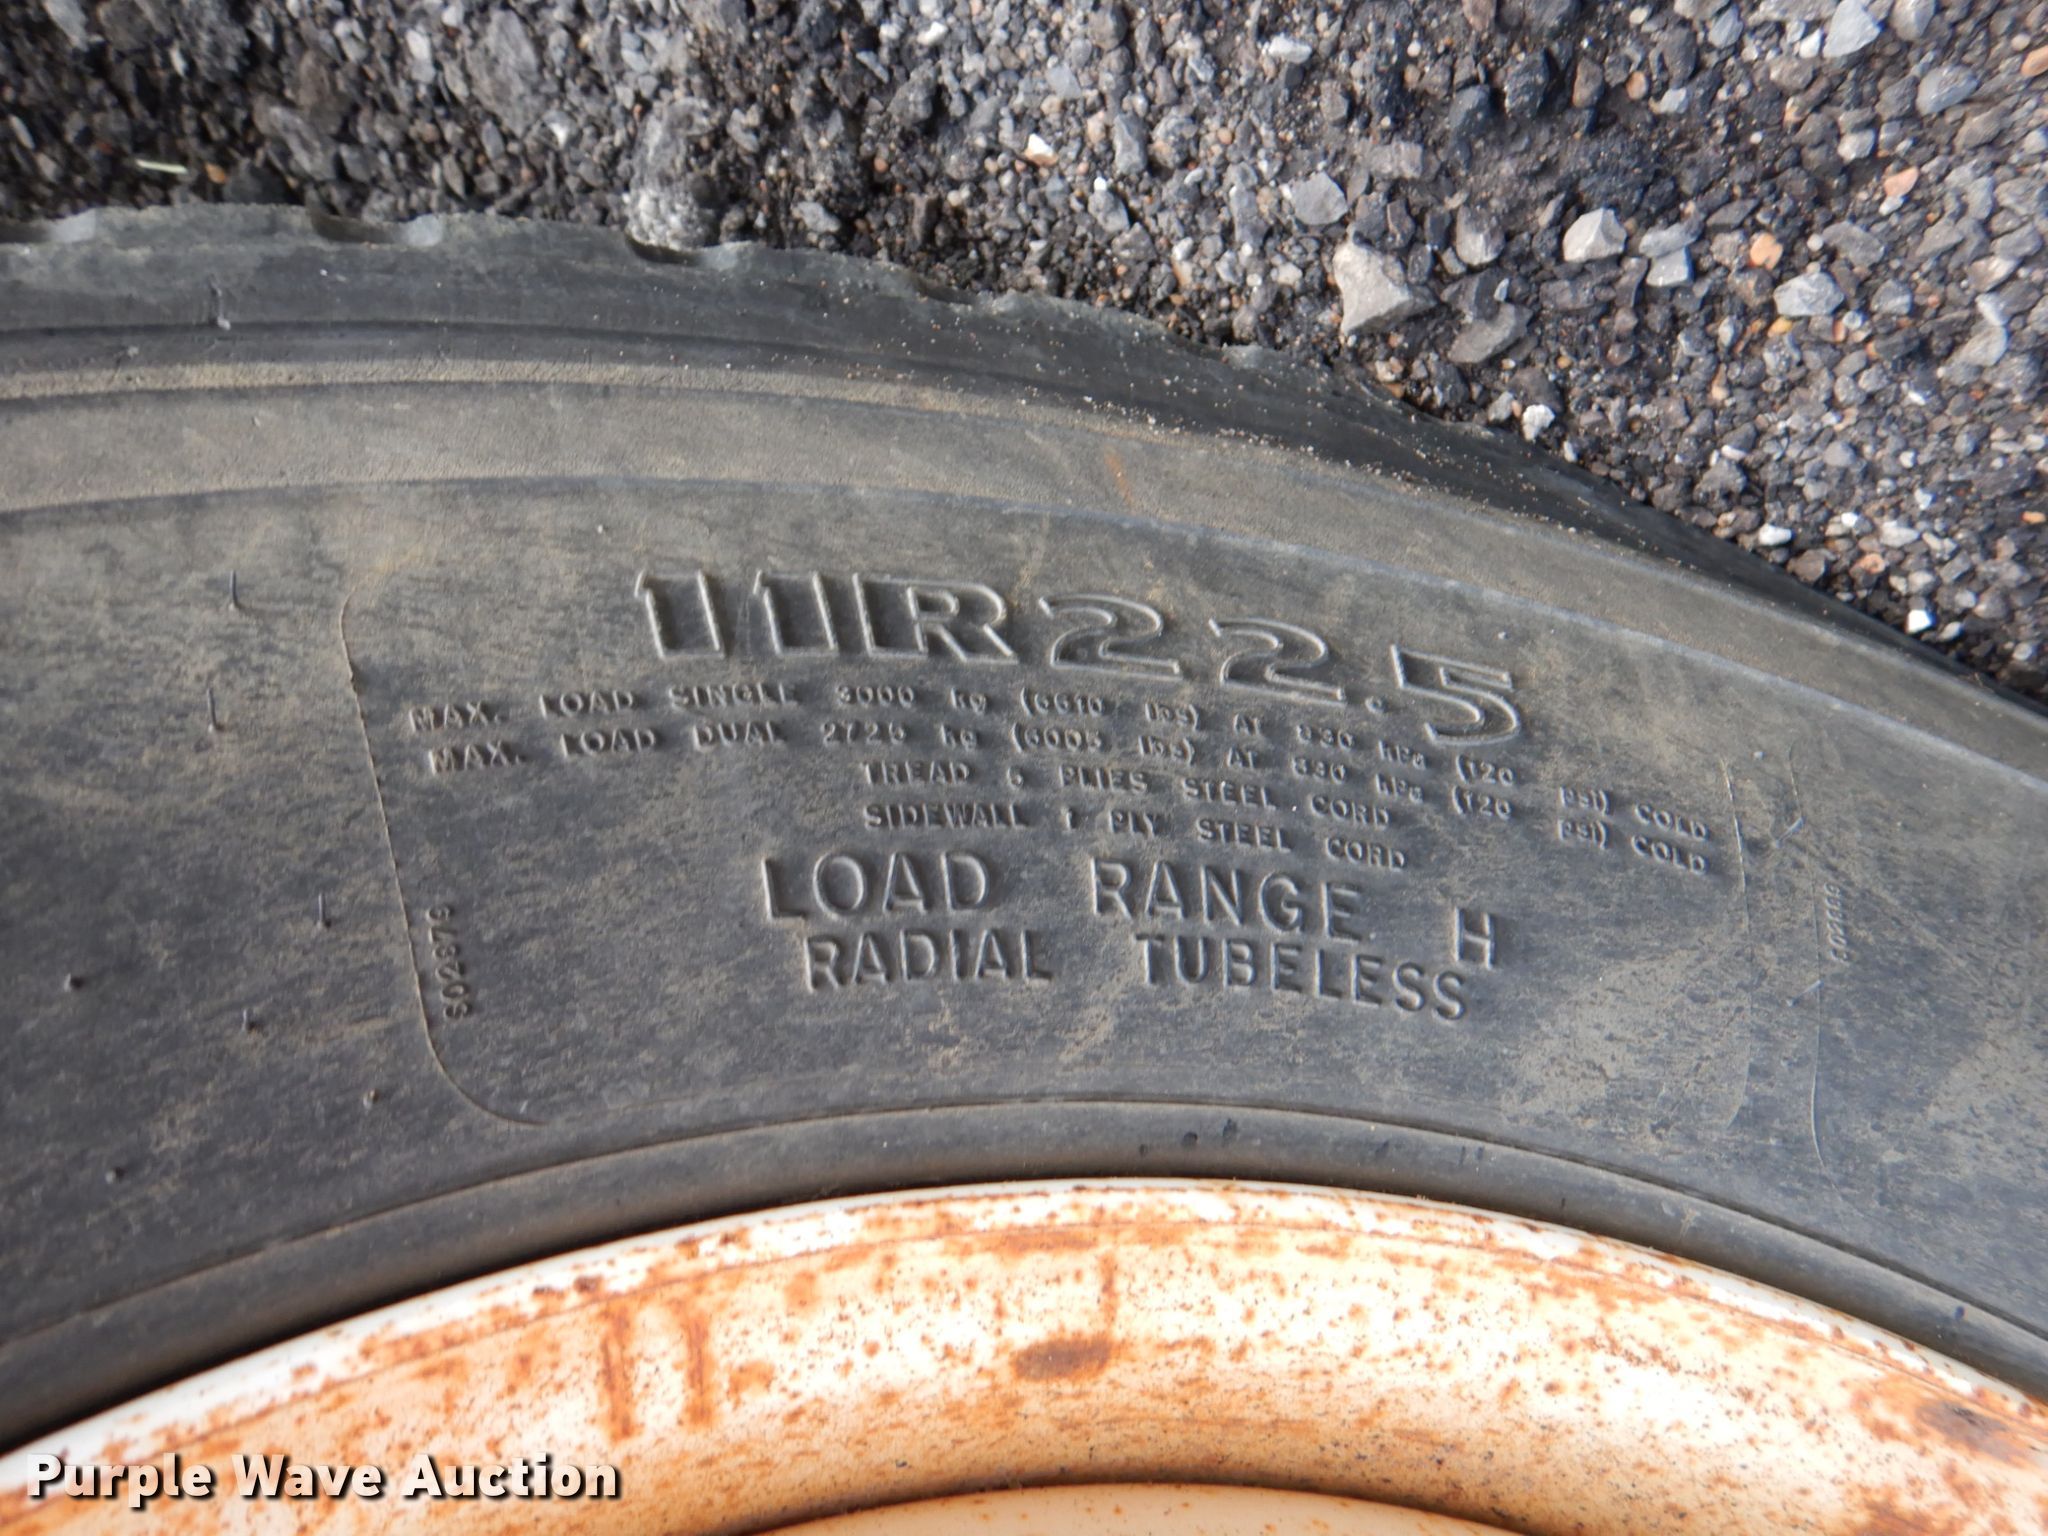 11R22.5
MAX. LOAD SINGLE 3000 kg (6610 lbs) AT 830 kPa (120 psi) COLD
MAX. LOAD DUAL 2725 kg (6005 lbs) AT 830 kPa (120 psi) COLD
TREAD 5 PLIES STEEL CORD
SIDEWALL 1 PLY STEEL CORD
LOAD RANGE H
RADIAL TUBELESS
Purple Wave Auction